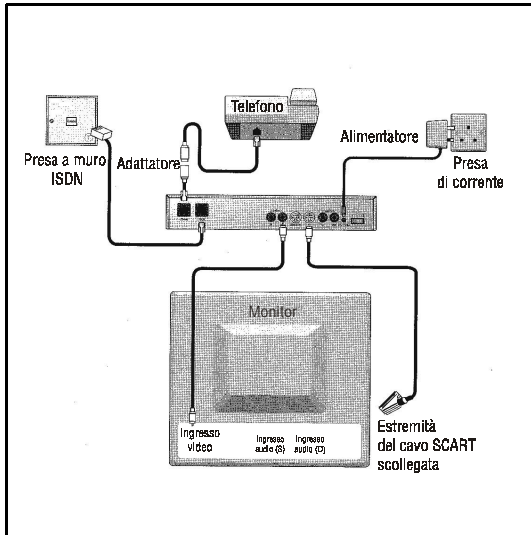 Telefono
Alimentatore
Presa a muro
ISDN
Adattatore
Presa
di corrente
Monitor
Ingresso
video
Ingresso
audio (S)
Ingresso
audio (D)
Estremità
del cavo SCART
scollegata